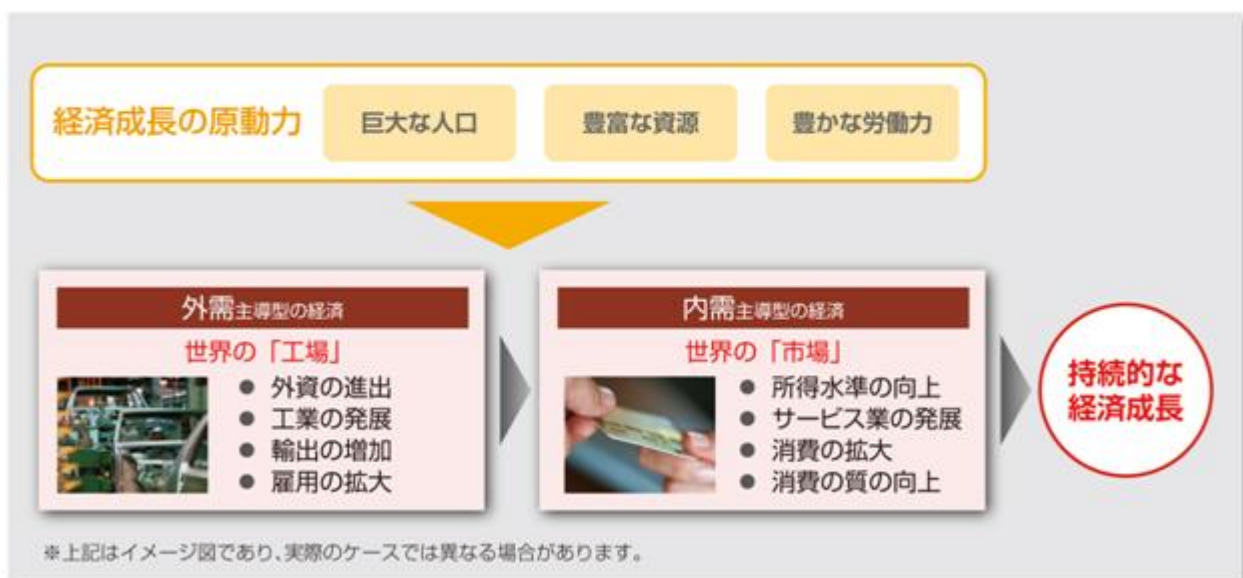 経済成長の原動力
巨大な人口
豊富な資源
豊かな労働力
外需主導型の経済
世界の「工場」
● 外資の進出
● 工業の発展
● 輸出の増加
● 雇用の拡大
内需主導型の経済
世界の「市場」
● 所得水準の向上
● サービス業の発展
● 消費の拡大
● 消費の質の向上
持続的な
経済成長
※上記はイメージ図であり、実際のケースでは異なる場合があります。